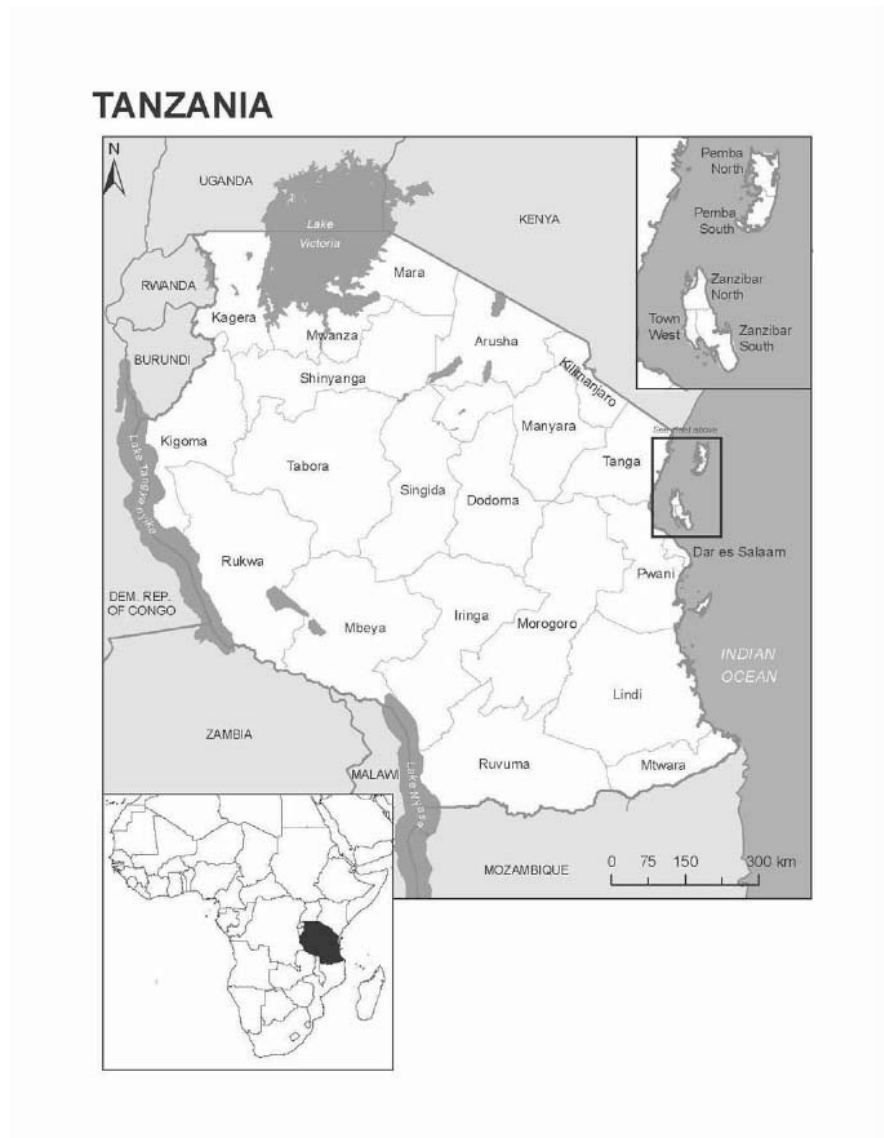 TANZANIA
N
UGANDA
Lake
Victoria
KENYA
Pemba
North
Pemba
South
Zanzibar
North
Town
West
Zanzibar
South
RWANDA
Mara
Kagera
Mwanza
Arusha
BURUNDI
Shinyanga
Kilimanjaro
Kigoma
Manyara
See inset above
Lake Tanganyika
Tabora
Singida
Dodoma
Tanga
Dar es Salaam
Rukwa
Pwani
DEM. REP.
OF CONGO
Mbeya
Iringa
Morogoro
INDIAN
OCEAN
Lindi
ZAMBIA
MALAWI
Lake Nyasa
Ruvuma
Mtwara
MOZAMBIQUE
0 75 150 300 km